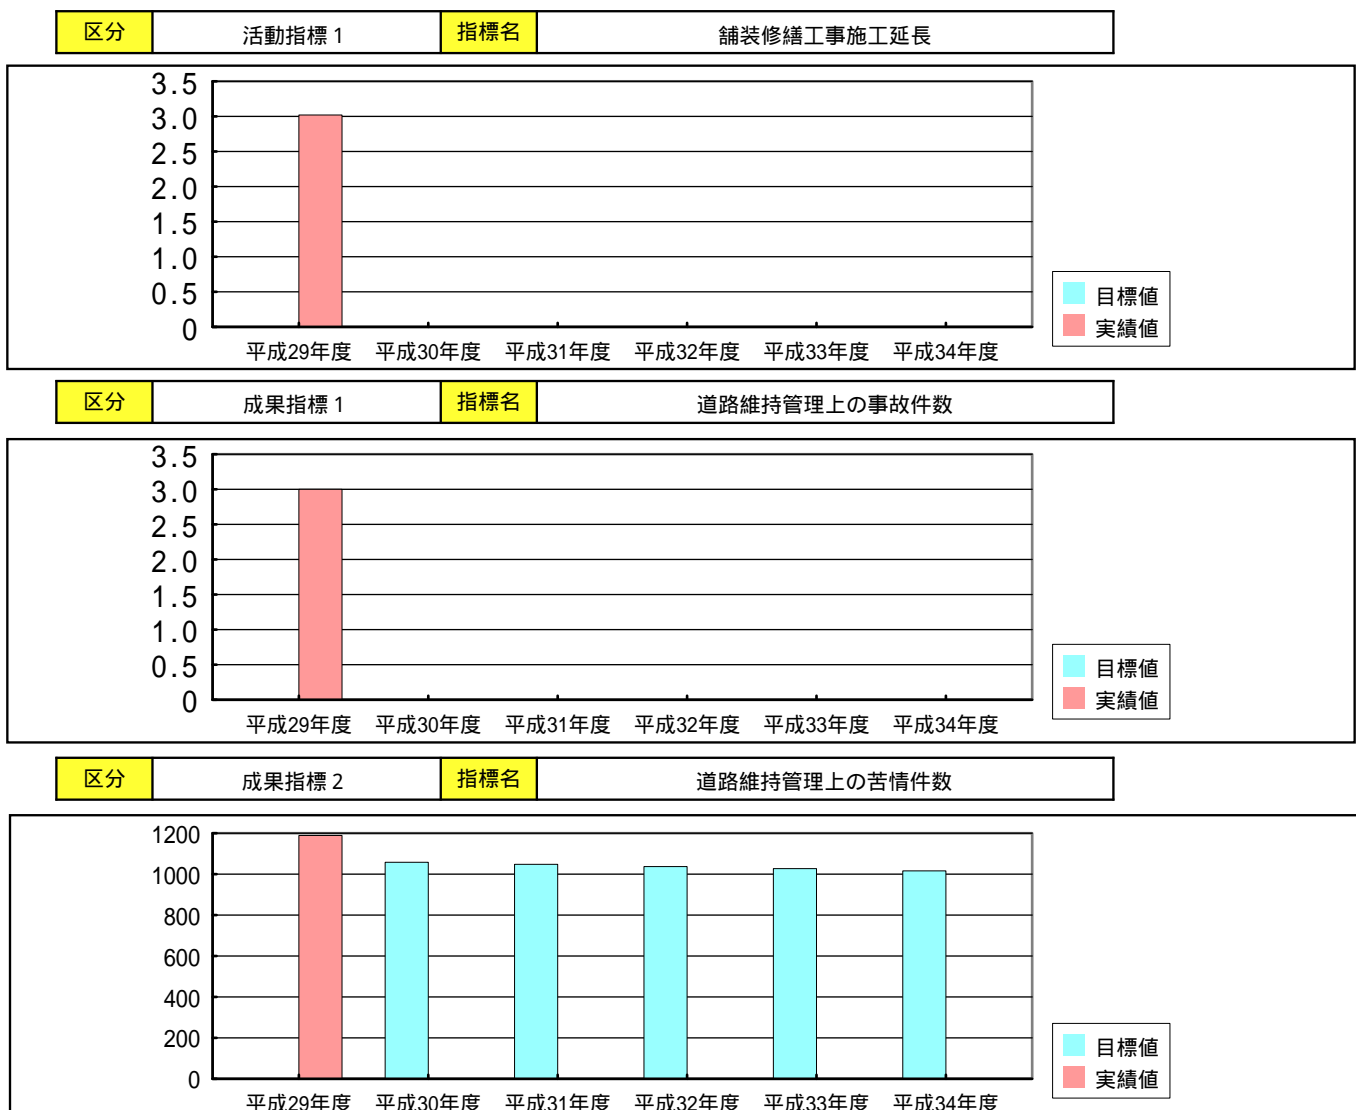 区分 活動指標1 指標名 舗装修繕工事施工延長
3.5
3.0
2.5
2.0
1.5
1.0
0.5
0
平成29年度 平成30年度 平成31年度 平成32年度 平成33年度 平成34年度
目標値
実績値
区分 成果指標1 指標名 道路維持管理上の事故件数
3.5
3.0
2.5
2.0
1.5
1.0
0.5
0
平成29年度 平成30年度 平成31年度 平成32年度 平成33年度 平成34年度
目標値
実績値
区分 成果指標2 指標名 道路維持管理上の苦情件数
1200
1000
800
600
400
200
0
平成29年度 平成30年度 平成31年度 平成32年度 平成33年度 平成34年度
目標値
実績値